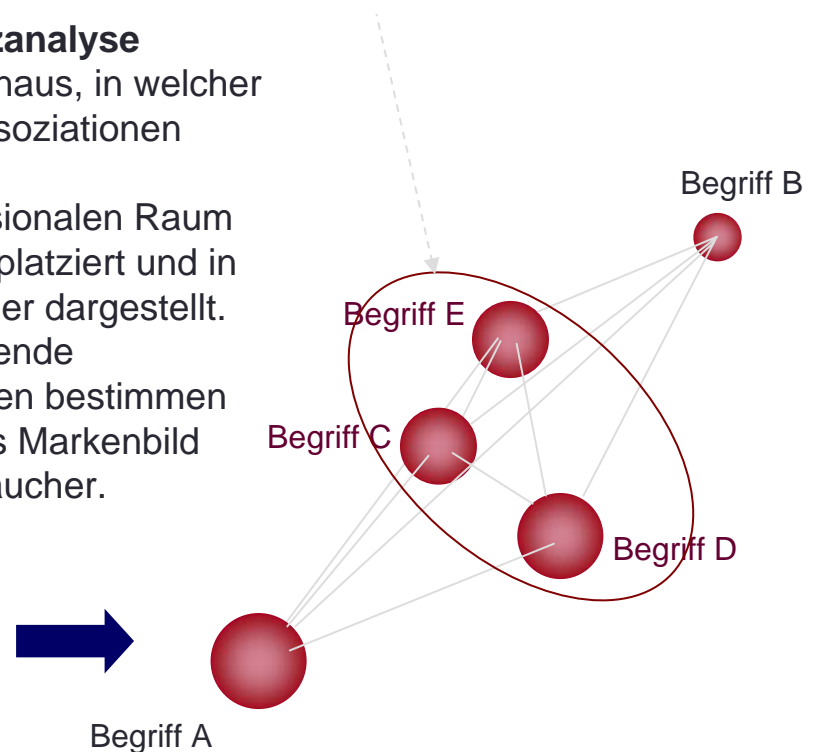 zanalyse
naus, in welcher
soziationen
sionalen Raum
platziert und in
er dargestellt.
ende
en bestimmen
s Markenbild
aucher.
Begriff B
Begriff E
Begriff C
Begriff D
Begriff A